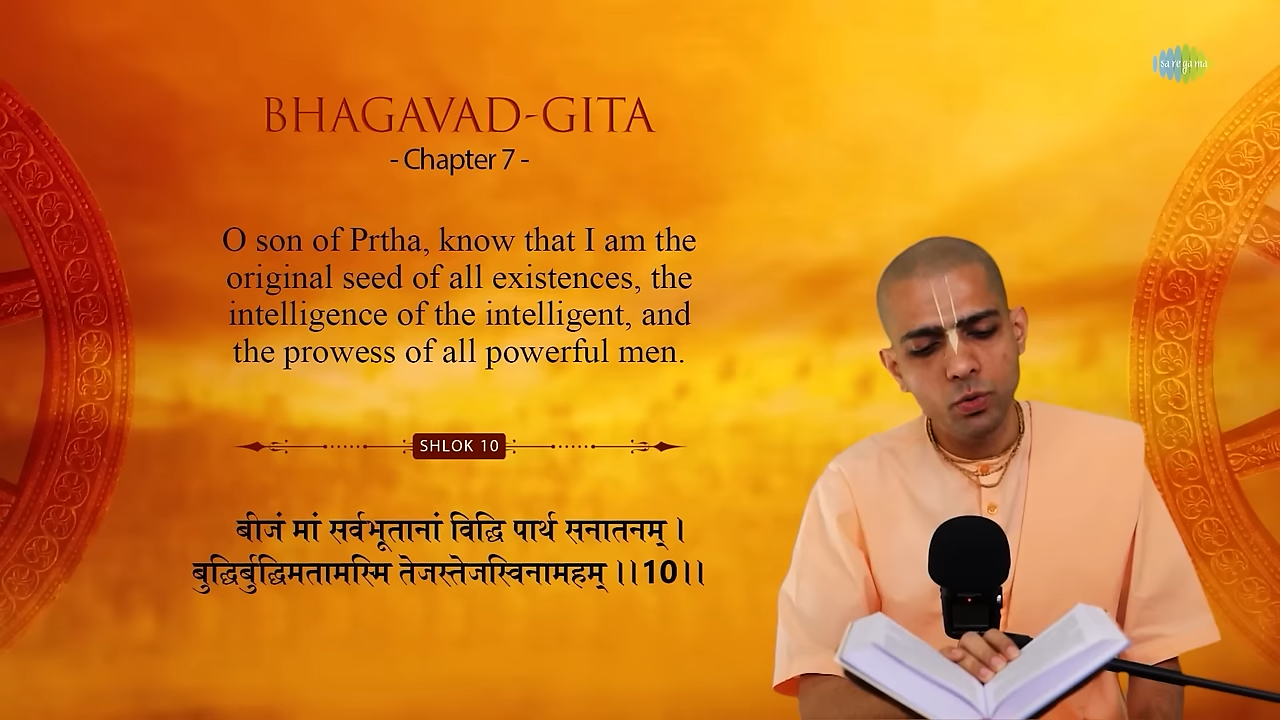 saregama
BHAGAVAD-GITA
- Chapter 7 -
O son of Prtha, know that I am the
original seed of all existences, the
intelligence of the intelligent, and
the prowess of all powerful men.
SHLOK 10
बीजं मां सर्वभूतानां विद्धि पार्थ सनातनम् ।
बुद्धिर्बुद्धिमतामस्मि तेजस्तेजस्विनामहम् ।।10।।